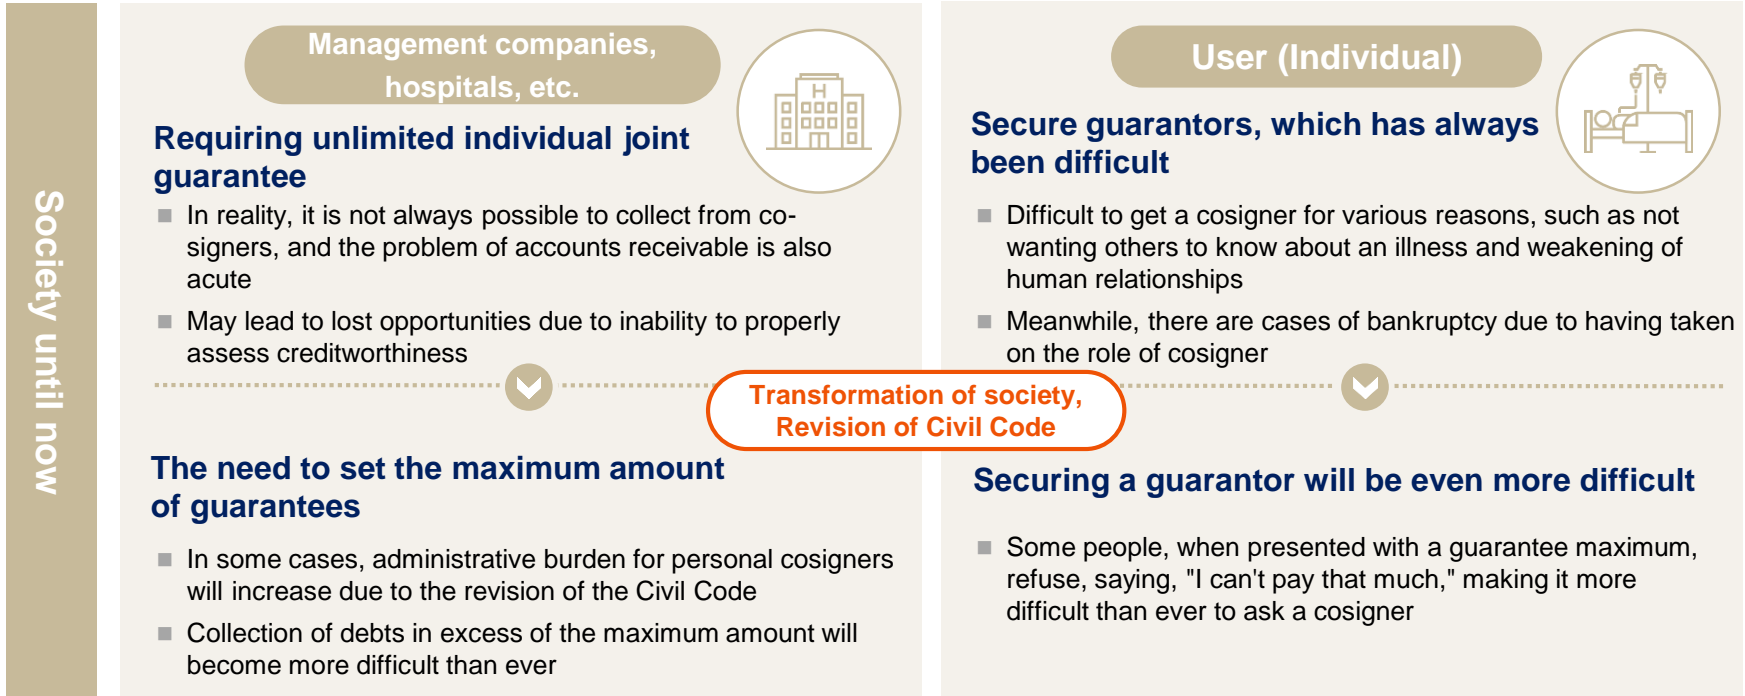 Society until now
Management companies,
hospitals, etc.
H
Requiring unlimited individual joint
guarantee
■ In reality, it is not always possible to collect from co-
signers, and the problem of accounts receivable is also
acute
■ May lead to lost opportunities due to inability to properly
assess creditworthiness
User (Individual)
Secure guarantors, which has always
been difficult
■ Difficult to get a cosigner for various reasons, such as not
wanting others to know about an illness and weakening of
human relationships
■ Meanwhile, there are cases of bankruptcy due to having taken
on the role of cosigner
Transformation of society,
Revision of Civil Code
The need to set the maximum amount
of guarantees
■ In some cases, administrative burden for personal cosigners
will increase due to the revision of the Civil Code
■ Collection of debts in excess of the maximum amount will
become more difficult than ever
Securing a guarantor will be even more difficult
■ Some people, when presented with a guarantee maximum,
refuse, saying, "I can't pay that much," making it more
difficult than ever to ask a cosigner